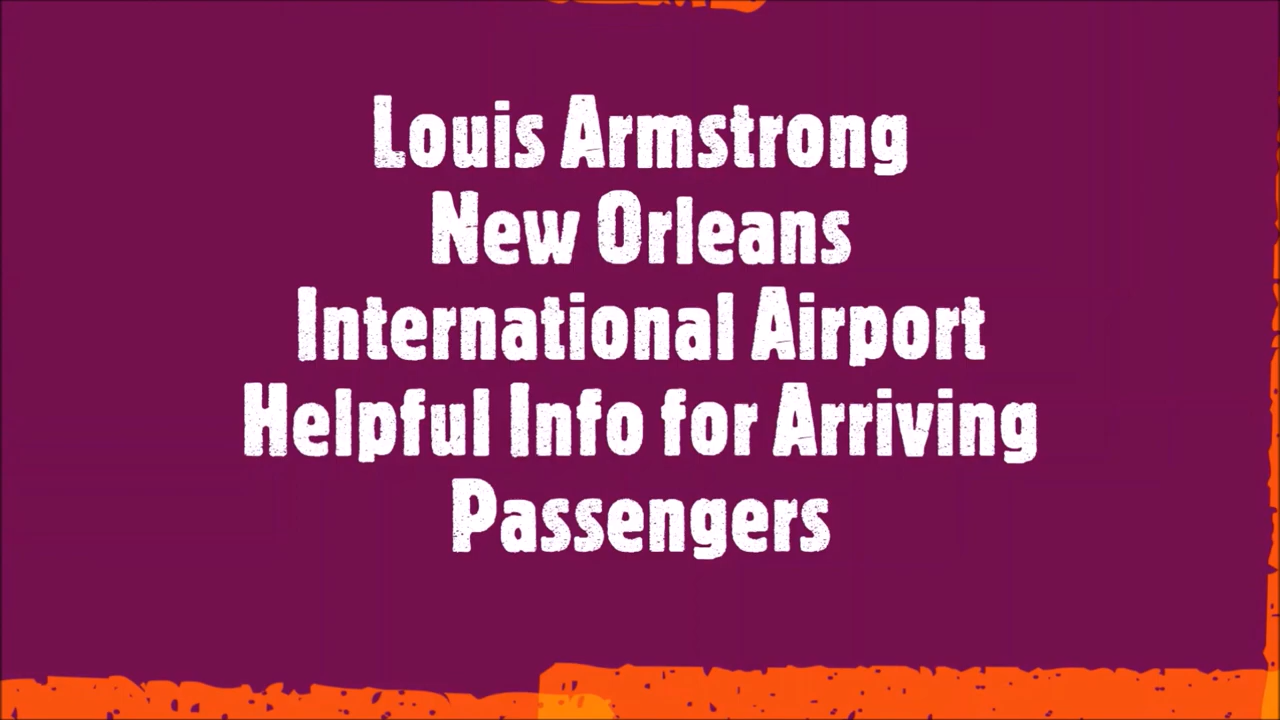 Louis Armstrong
New Orleans
International Airport
Helpful Info for Arriving
Passengers